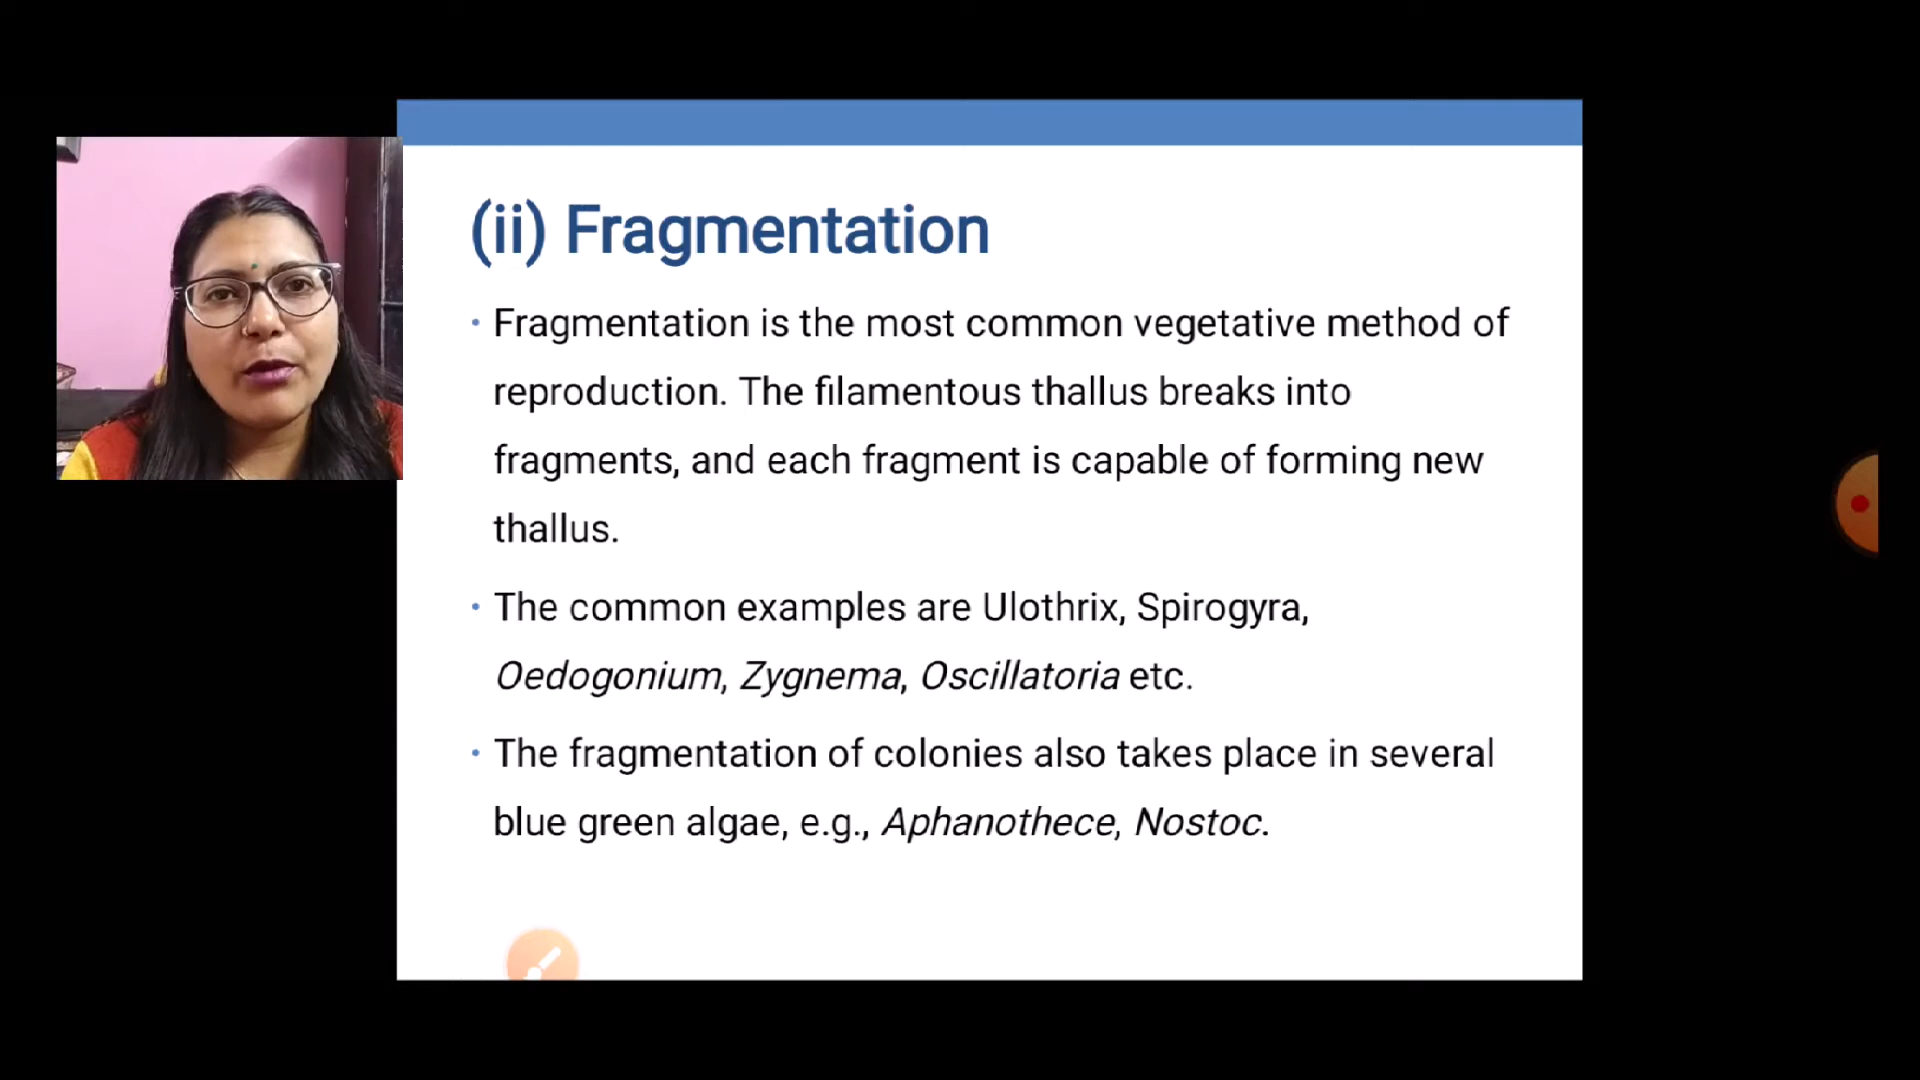 (ii) Fragmentation
• Fragmentation is the most common vegetative method of
reproduction. The filamentous thallus breaks into
fragments, and each fragment is capable of forming new
thallus.
• The common examples are Ulothrix, Spirogyra,
Oedogonium, Zygnema, Oscillatoria etc.
• The fragmentation of colonies also takes place in several
blue green algae, e.g., Aphanothece, Nostoc.